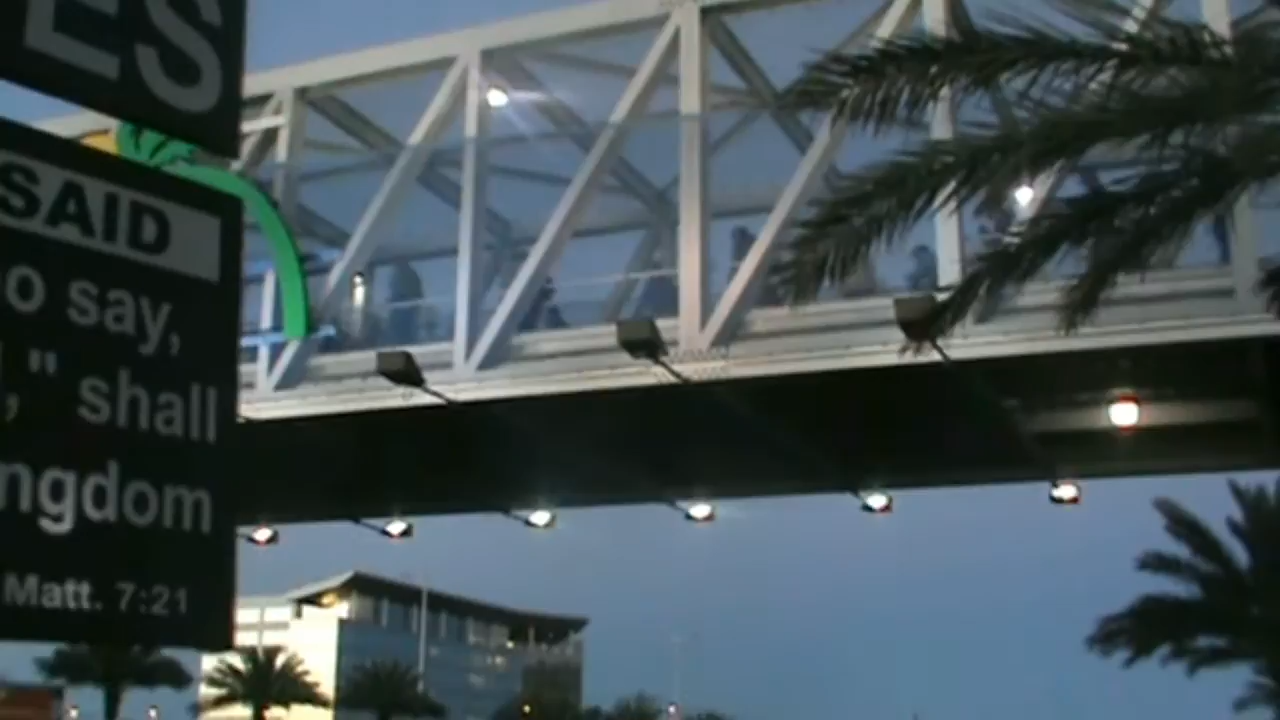 ES
SAID
o say,
," shall
ngdom
Matt. 7:21